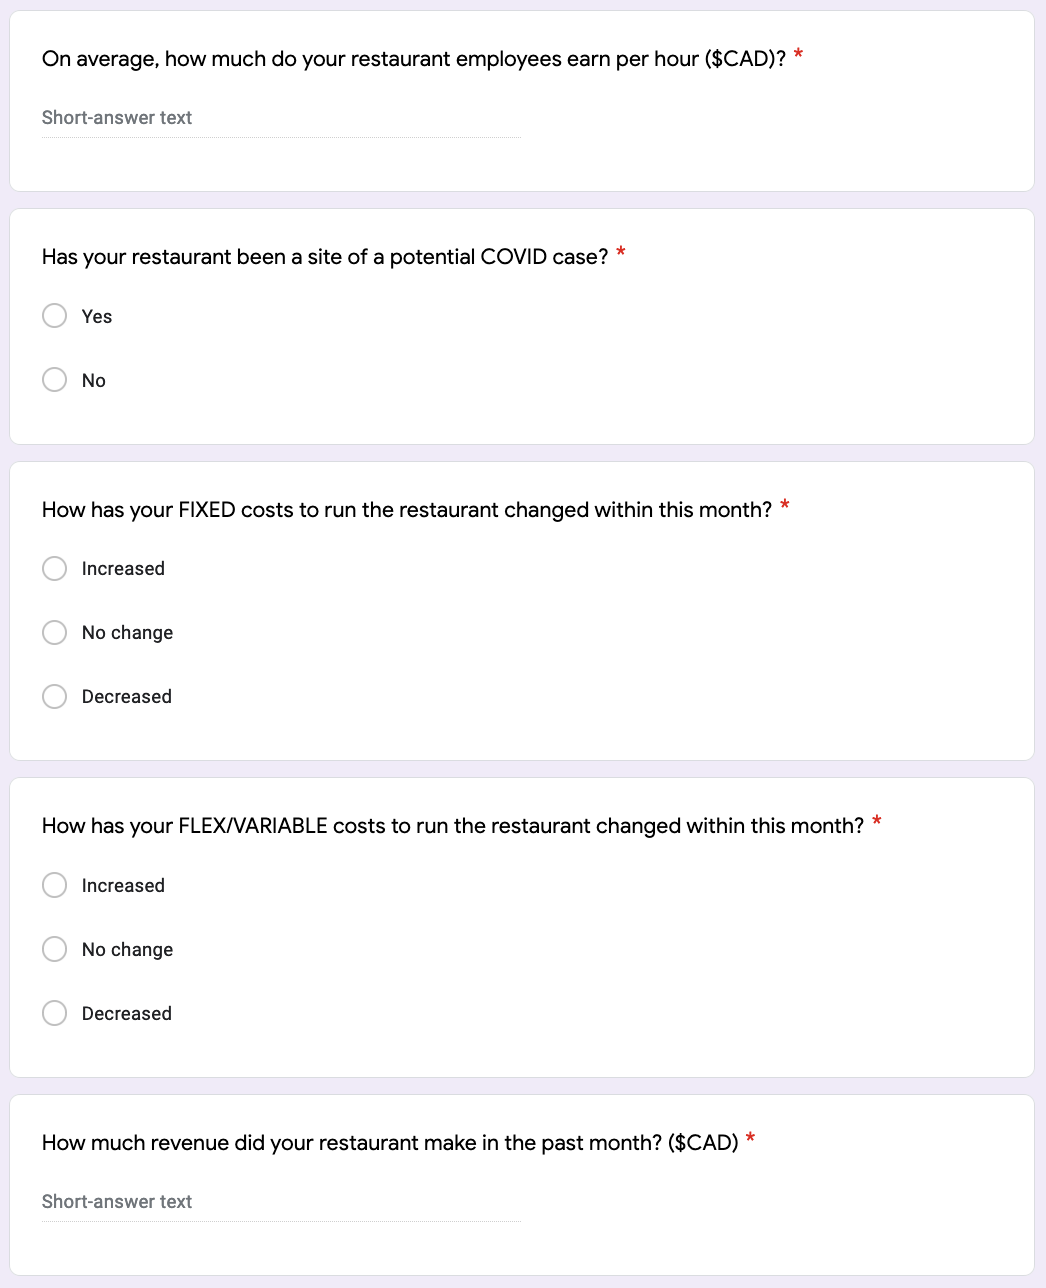 On average, how much do your restaurant employees earn per hour ($CAD)? *
Short-answer text
Has your restaurant been a site of a potential COVID case? *
Yes
No
How has your FIXED costs to run the restaurant changed within this month? *
Increased
No change
Decreased
How has your FLEX/VARIABLE costs to run the restaurant changed within this month? *
Increased
No change
Decreased
How much revenue did your restaurant make in the past month? ($CAD) *
Short-answer text